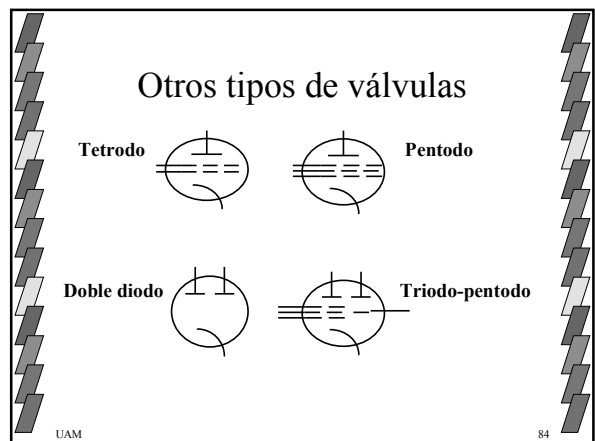 Otros tipos de válvulas
Tetrodo
Pentodo
Doble diodo
Triodo-pentodo
UAM
84